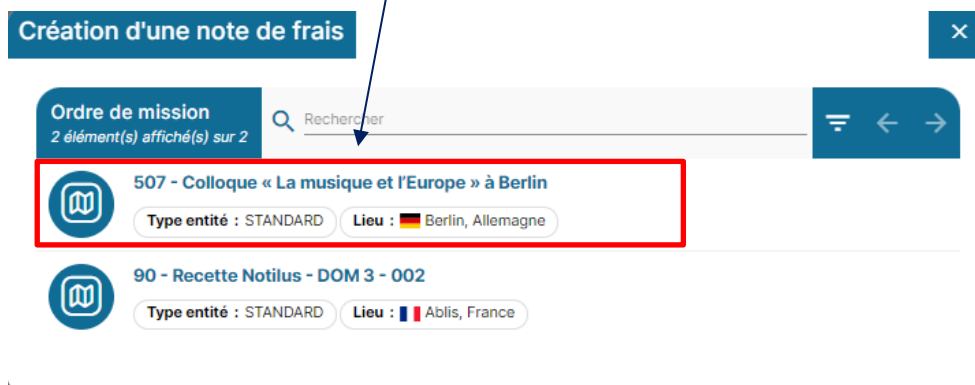 Création d'une note de frais
Ordre de mission
2 élément(s) affiché(s) sur 2
Rechercher
507 - Colloque « La musique et l'Europe » à Berlin
Type entité : STANDARD Lieu : Berlin, Allemagne
90 - Recette Notilus - DOM 3 - 002
Type entité : STANDARD Lieu : Ablis, France